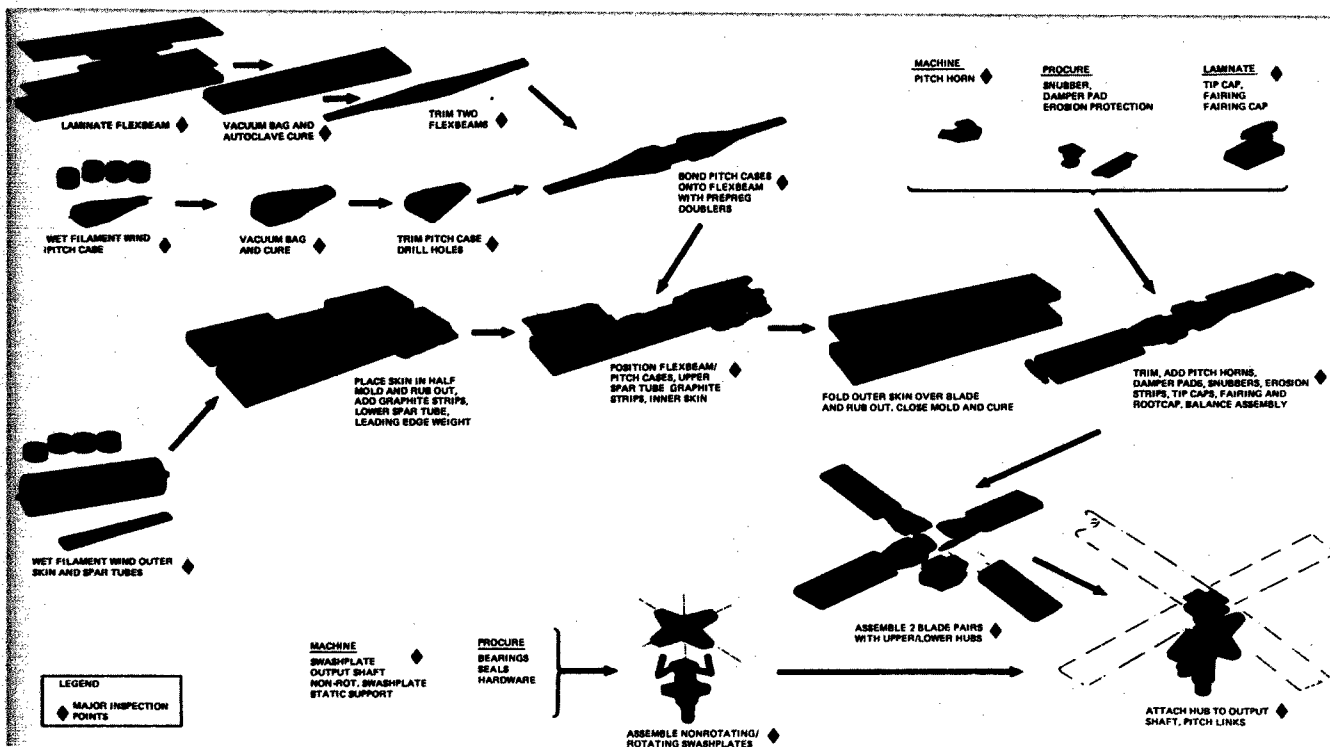 MACHINE
PITCH HORN
PROCURE
SNUBBER,
DAMPER PAD
EROSION PROTECTION
LAMINATE
TIP CAP,
FAIRING
FAIRING CAP
LAMINATE FLEXBEAM
VACUUM BAG AND
AUTOCLAVE CURE
TRIM TWO
FLEXBEAMS
BOND PITCH CASES
ONTO FLEXBEAM
WITH PREPREG
DOUBLERS
WET FILAMENT WIND
PITCH CASE
VACUUM BAG
AND CURE
TRIM PITCH CASE
DRILL HOLES
PLACE SKIN IN HALF
MOLD AND RUB OUT,
ADD GRAPHITE STRIPS,
LOWER SPAR TUBE,
LEADING EDGE WEIGHT
POSITION FLEXBEAM/
PITCH CASES, UPPER
SPAR TUBE GRAPHITE
STRIPS, INNER SKIN
FOLD OUTER SKIN OVER BLADE
AND RUB OUT, CLOSE MOLD AND CURE
TRIM, ADD PITCH HORNS,
DAMPER PADS, SNUBBERS, EROSION
STRIPS, TIP CAPS, FAIRING AND
ROOTCAP, BALANCE ASSEMBLY
WET FILAMENT WIND OUTER
SKIN AND SPAR TUBES
ASSEMBLE 2 BLADE PAIRS
WITH UPPER/LOWER HUBS
MACHINE
SWASHPLATE
OUTPUT SHAFT
NON-ROT. SWASHPLATE
STATIC SUPPORT
PROCURE
BEARINGS
SEALS
HARDWARE
ASSEMBLE NONROTATING/
ROTATING SWASHPLATES
ATTACH HUB TO OUTPUT
SHAFT, PITCH LINKS
LEGEND
MAJOR INSPECTION
POINTS